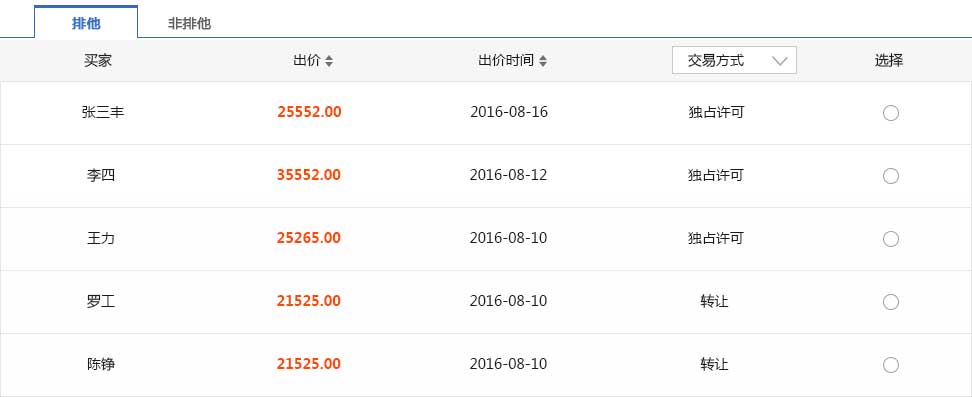 排他 非排他
买家 出价 出价时间 交易方式 选择
张三丰 25552.00 2016-08-16 独占许可
李四 35552.00 2016-08-12 独占许可
王力 25265.00 2016-08-10 独占许可
罗工 21525.00 2016-08-10 转让
陈铮 21525.00 2016-08-10 转让